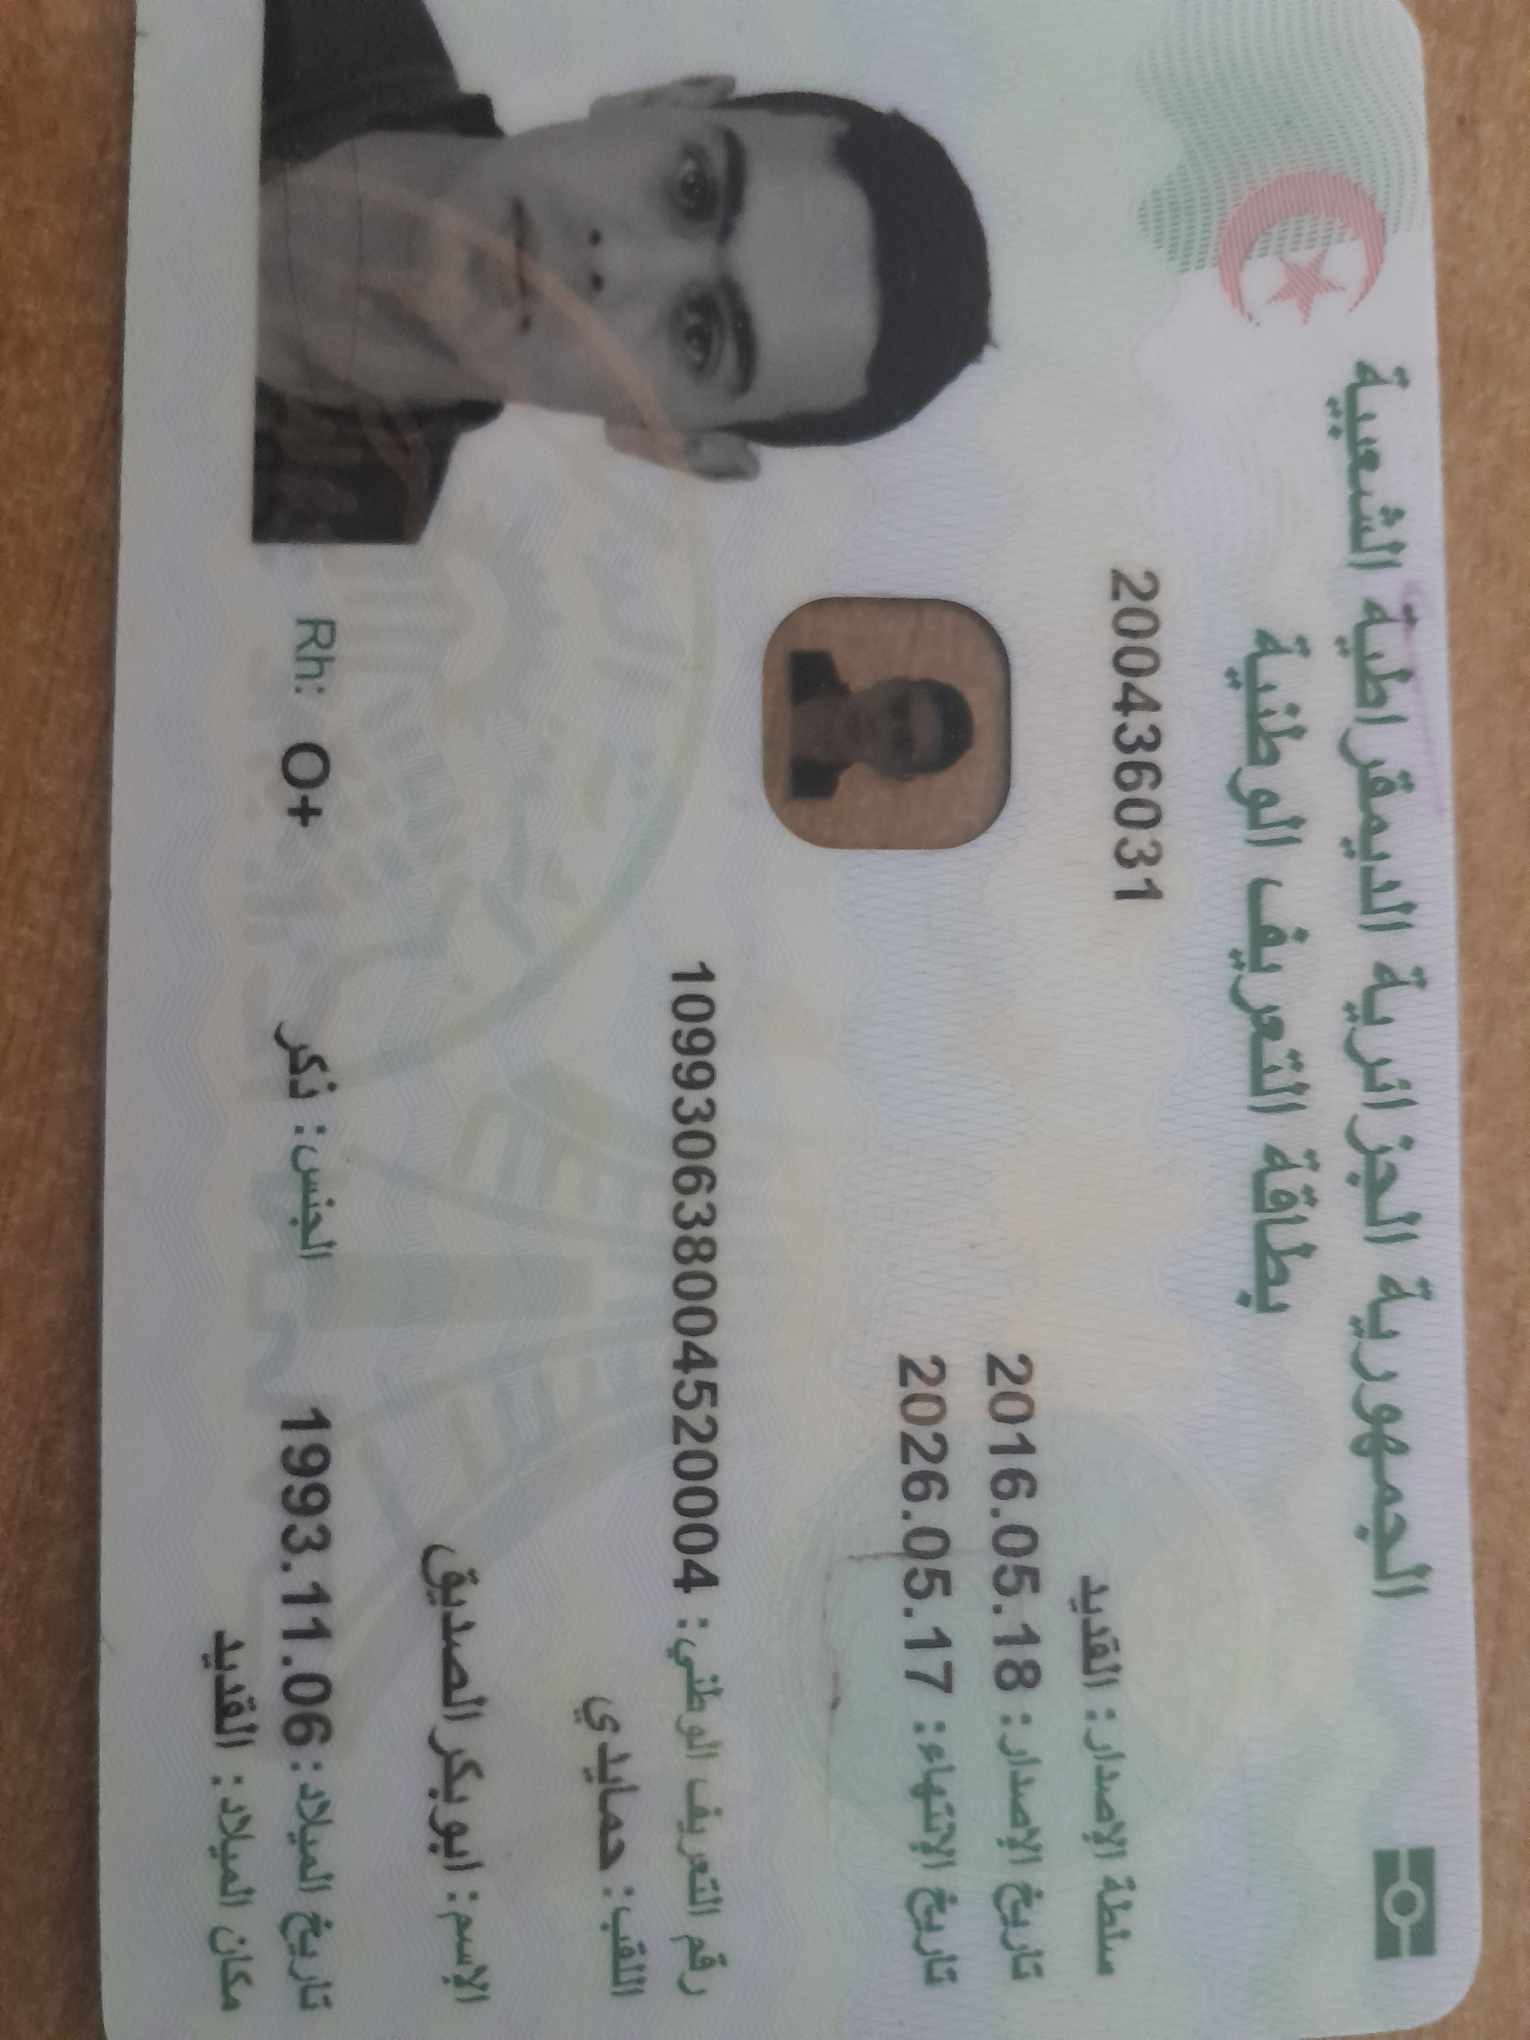 الجمهورية الجزائرية الديمقراطية الشعبية
بطاقة التعريف الوطنية
200436031
سلطة الإصدار: القديد
تاريخ الإصدار: 2016.05.18
تاريخ الإنتهاء: 2026.05.17
رقم التعريف الوطني: 109930638004520004
اللقب: حمايدي
الإسم: ابوبكر الصديق
تاريخ الميلاد: 1993.11.06 الجنس: ذكر Rh: O+
مكان الميلاد: القديد